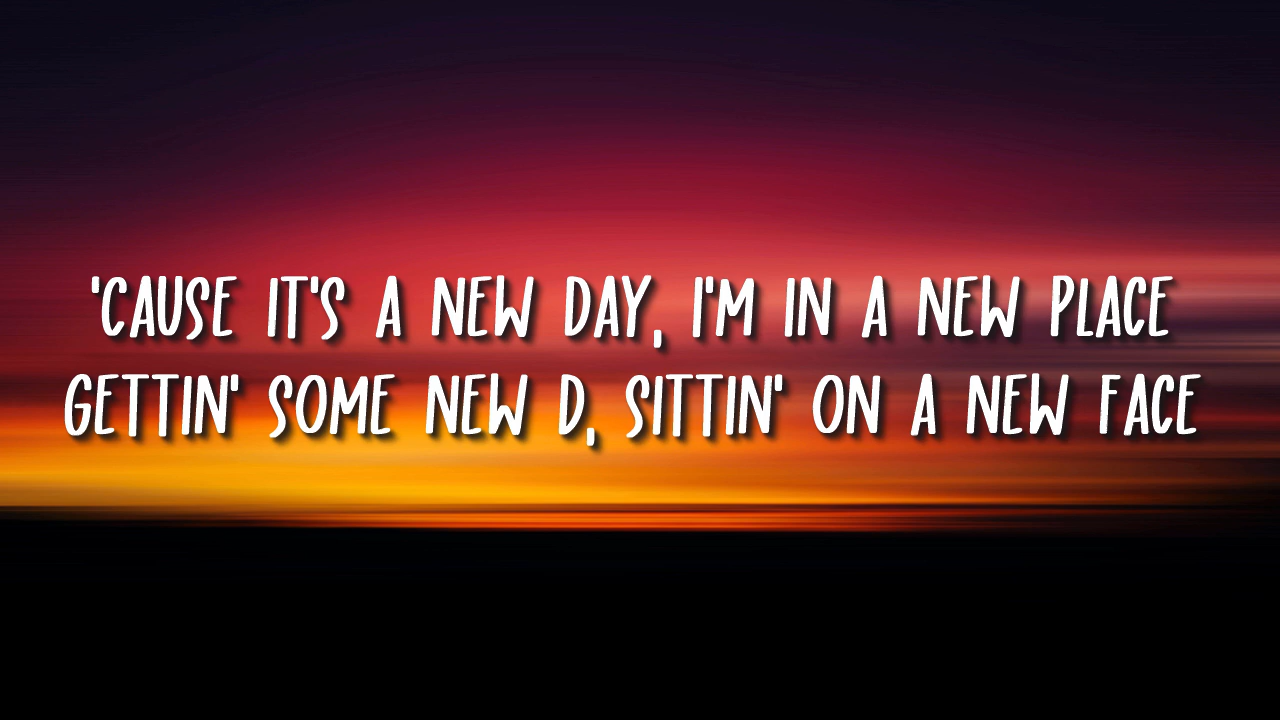 'CAUSE IT'S A NEW DAY, I'M IN A NEW PLACE
GETTIN' SOME NEW D, SITTIN' ON A NEW FACE